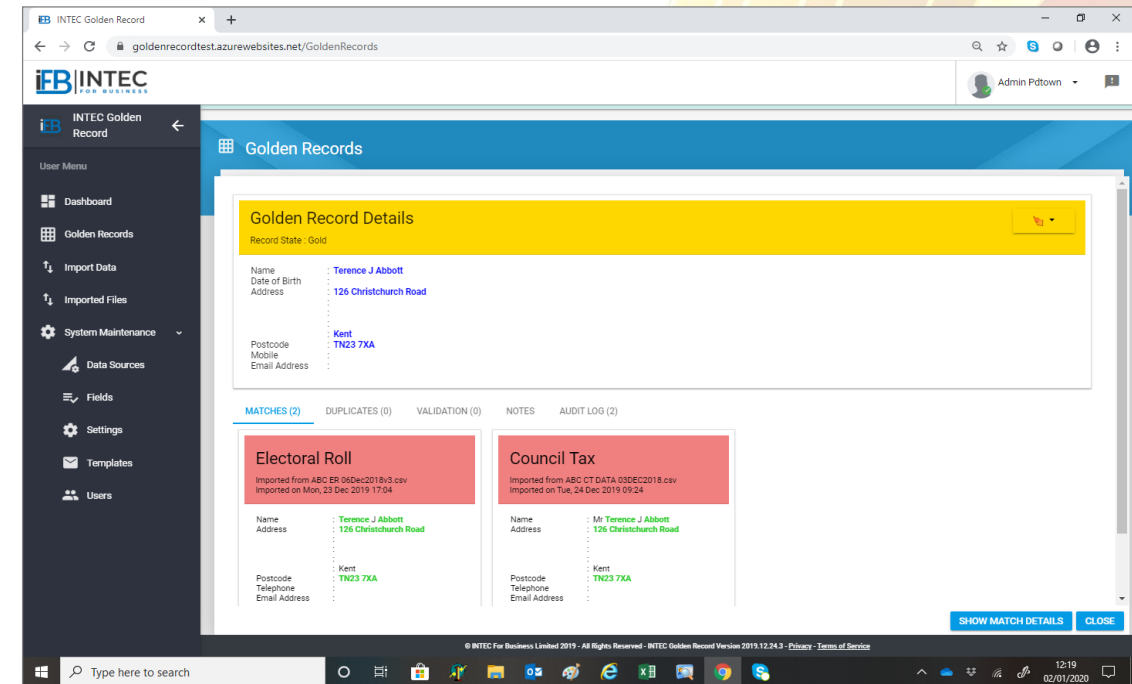 INTEC Golden Record
goldenrecordtest.azurewebsites.net/GoldenRecords
iFB INTEC
FOR BUSINESS
Admin Pdtown
iFB INTEC Golden
Record
User Menu
Dashboard
Golden Records
Import Data
Imported Files
System Maintenance
Data Sources
Fields
Settings
Templates
Users
Golden Records
Golden Record Details
Record State : Gold
Name : Terence J Abbott
Date of Birth :
Address : 126 Christchurch Road
:
:
:
: Kent
Postcode : TN23 7XA
Mobile :
Email Address :
MATCHES (2) DUPLICATES (0) VALIDATION (0) NOTES AUDIT LOG (2)
Electoral Roll
Imported from ABC ER 06Dec2018v3.csv
Imported on Mon, 23 Dec 2019 17:04
Name : Terence J Abbott
Address : 126 Christchurch Road
:
:
:
: Kent
Postcode : TN23 7XA
Telephone :
Email Address :
Council Tax
Imported from ABC CT DATA 03DEC2018.csv
Imported on Tue, 24 Dec 2019 09:24
Name : Mr Terence J Abbott
Address : 126 Christchurch Road
:
:
:
: Kent
Postcode : TN23 7XA
Telephone :
Email Address :
SHOW MATCH DETAILS CLOSE
© INTEC For Business Limited 2019 - All Rights Reserved - INTEC Golden Record Version 2019.12.24.3 - Privacy - Terms of Service
Type here to search
12:19
02/01/2020